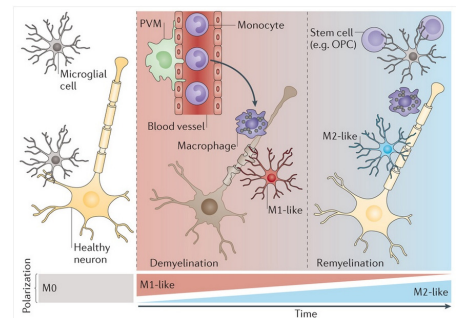 PVM
Monocyte
Stem cell
(e.g. OPC)
Microglial
cell
Blood vessel
Macrophage
M2-like
M1-like
Healthy
neuron
Demyelination
Remyelination
Polarization
M0
M1-like
M2-like
Time